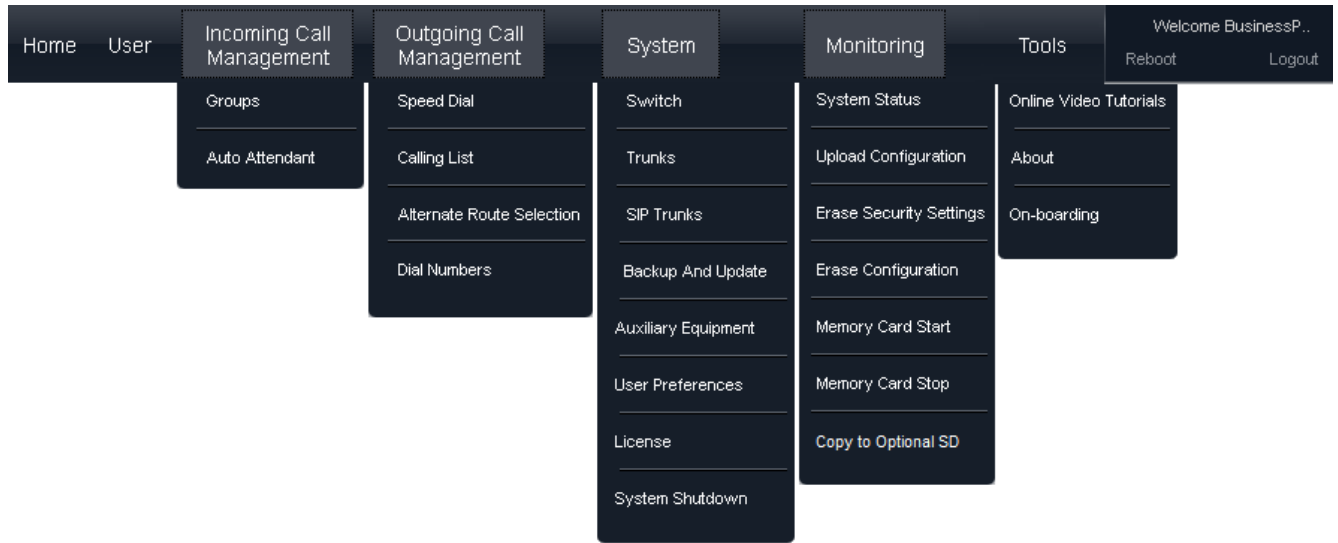 Home
User
Incoming Call
Management
Outgoing Call
Management
System
Monitoring
Tools
Welcome BusinessP..
Reboot
Logout
Groups
Auto Attendant
Speed Dial
Calling List
Alternate Route Selection
Dial Numbers
Switch
Trunks
SIP Trunks
Backup And Update
Auxiliary Equipment
User Preferences
License
System Shutdown
System Status
Upload Configuration
Erase Security Settings
Erase Configuration
Memory Card Start
Memory Card Stop
Copy to Optional SD
Online Video Tutorials
About
On-boarding